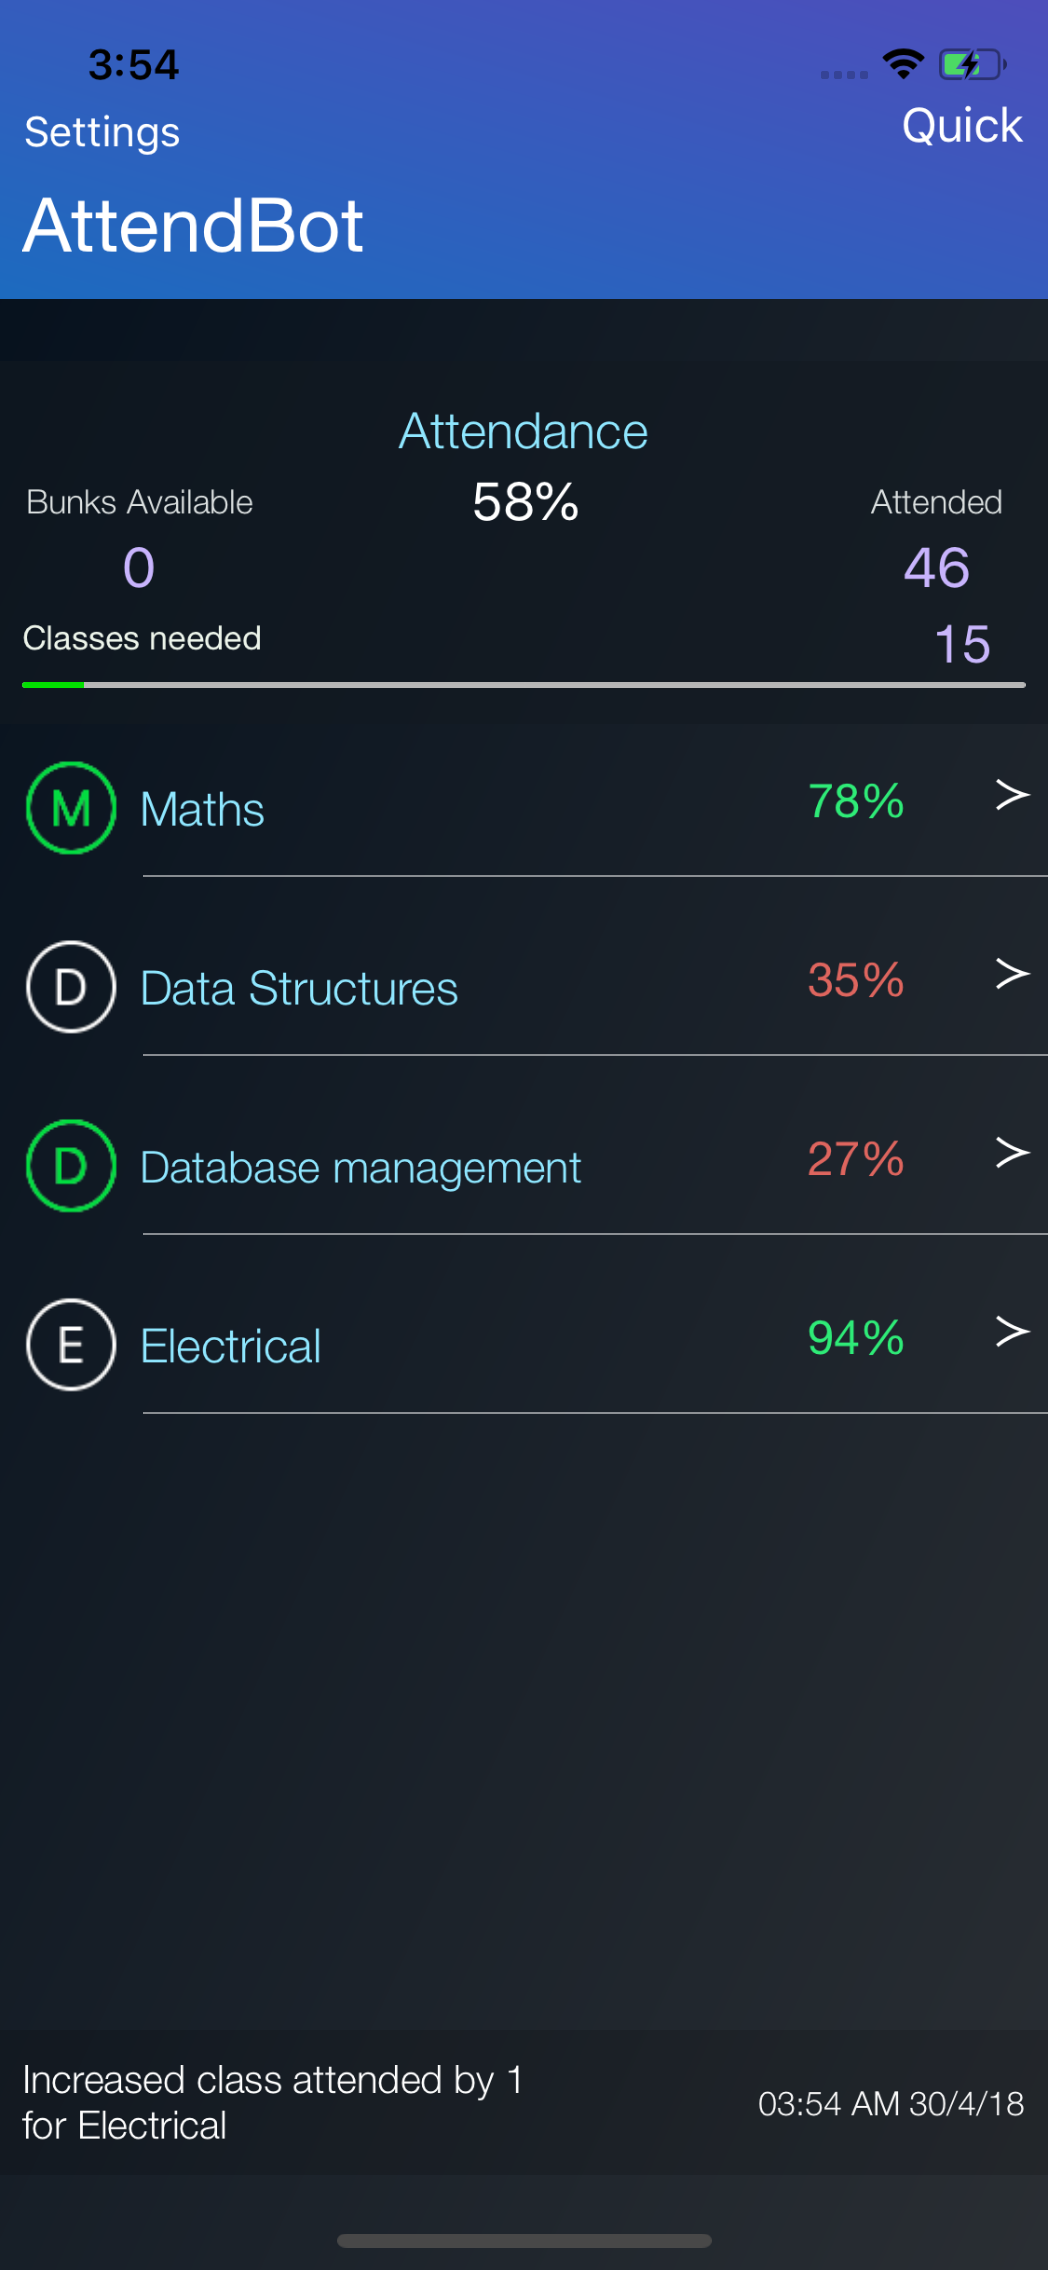 3:54
Settings
Quick
AttendBot
Attendance
Bunks Available
58%
Attended
0
46
Classes needed
15
M
Maths
78%
D
Data Structures
35%
D
Database management
27%
E
Electrical
94%
Increased class attended by 1
for Electrical
03:54 AM 30/4/18